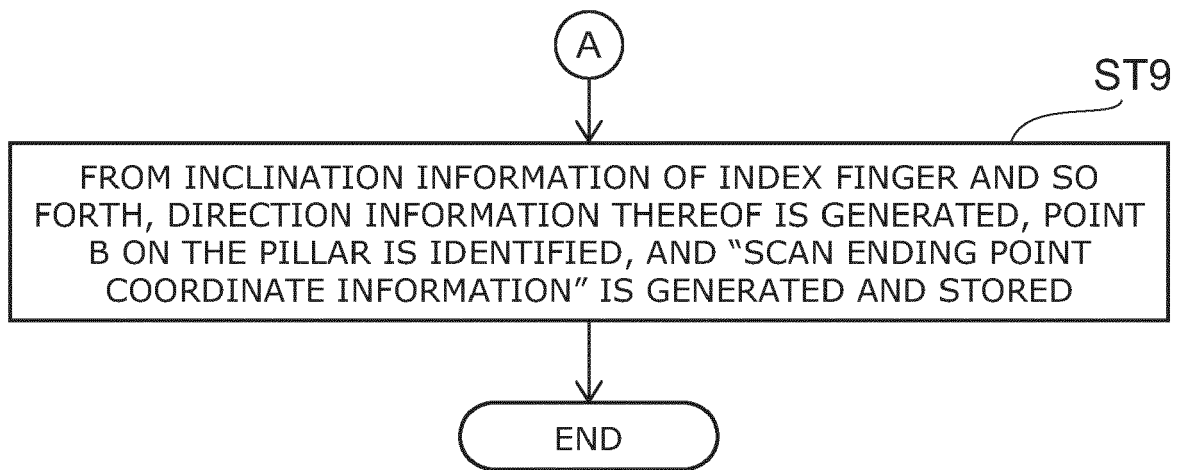 A
ST9
FROM INCLINATION INFORMATION OF INDEX FINGER AND SO
FORTH, DIRECTION INFORMATION THEREOF IS GENERATED, POINT
B ON THE PILLAR IS IDENTIFIED, AND “SCAN ENDING POINT
COORDINATE INFORMATION” IS GENERATED AND STORED
END